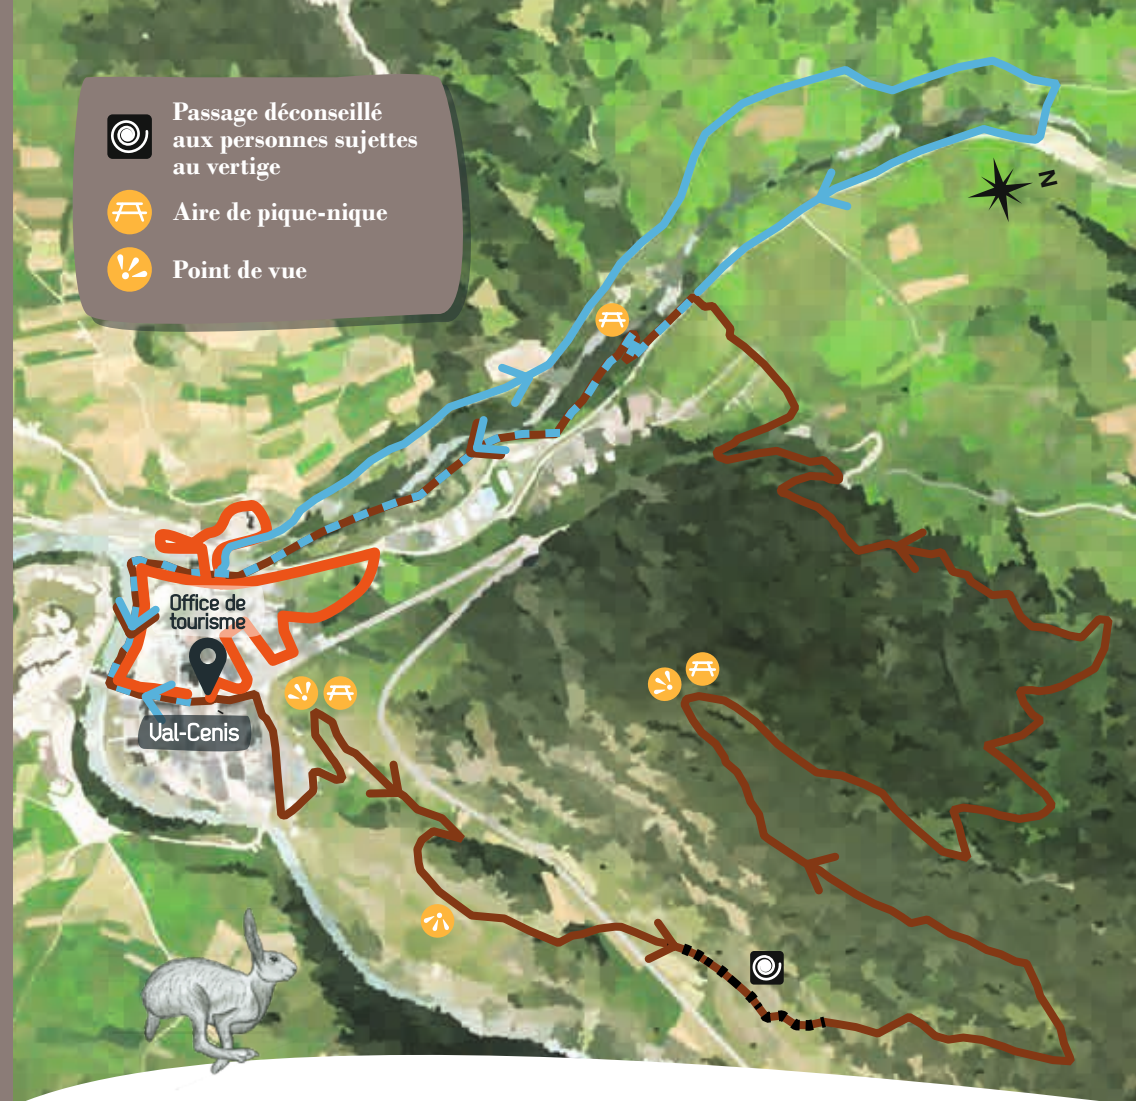 Passage déconseillé
aux personnes sujettes
au vertige
Aire de pique-nique
Point de vue
N
Office de
tourisme
Val-Cenis